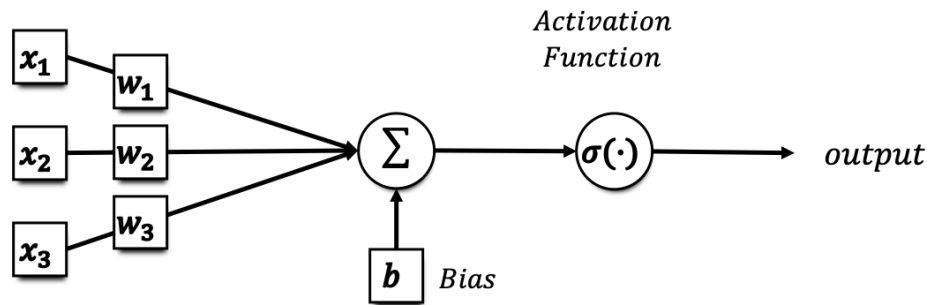 Activation
Function
x₁
w₁
x₂
w₂
Σ
σ(·)
output
w₃
x₃
b
Bias